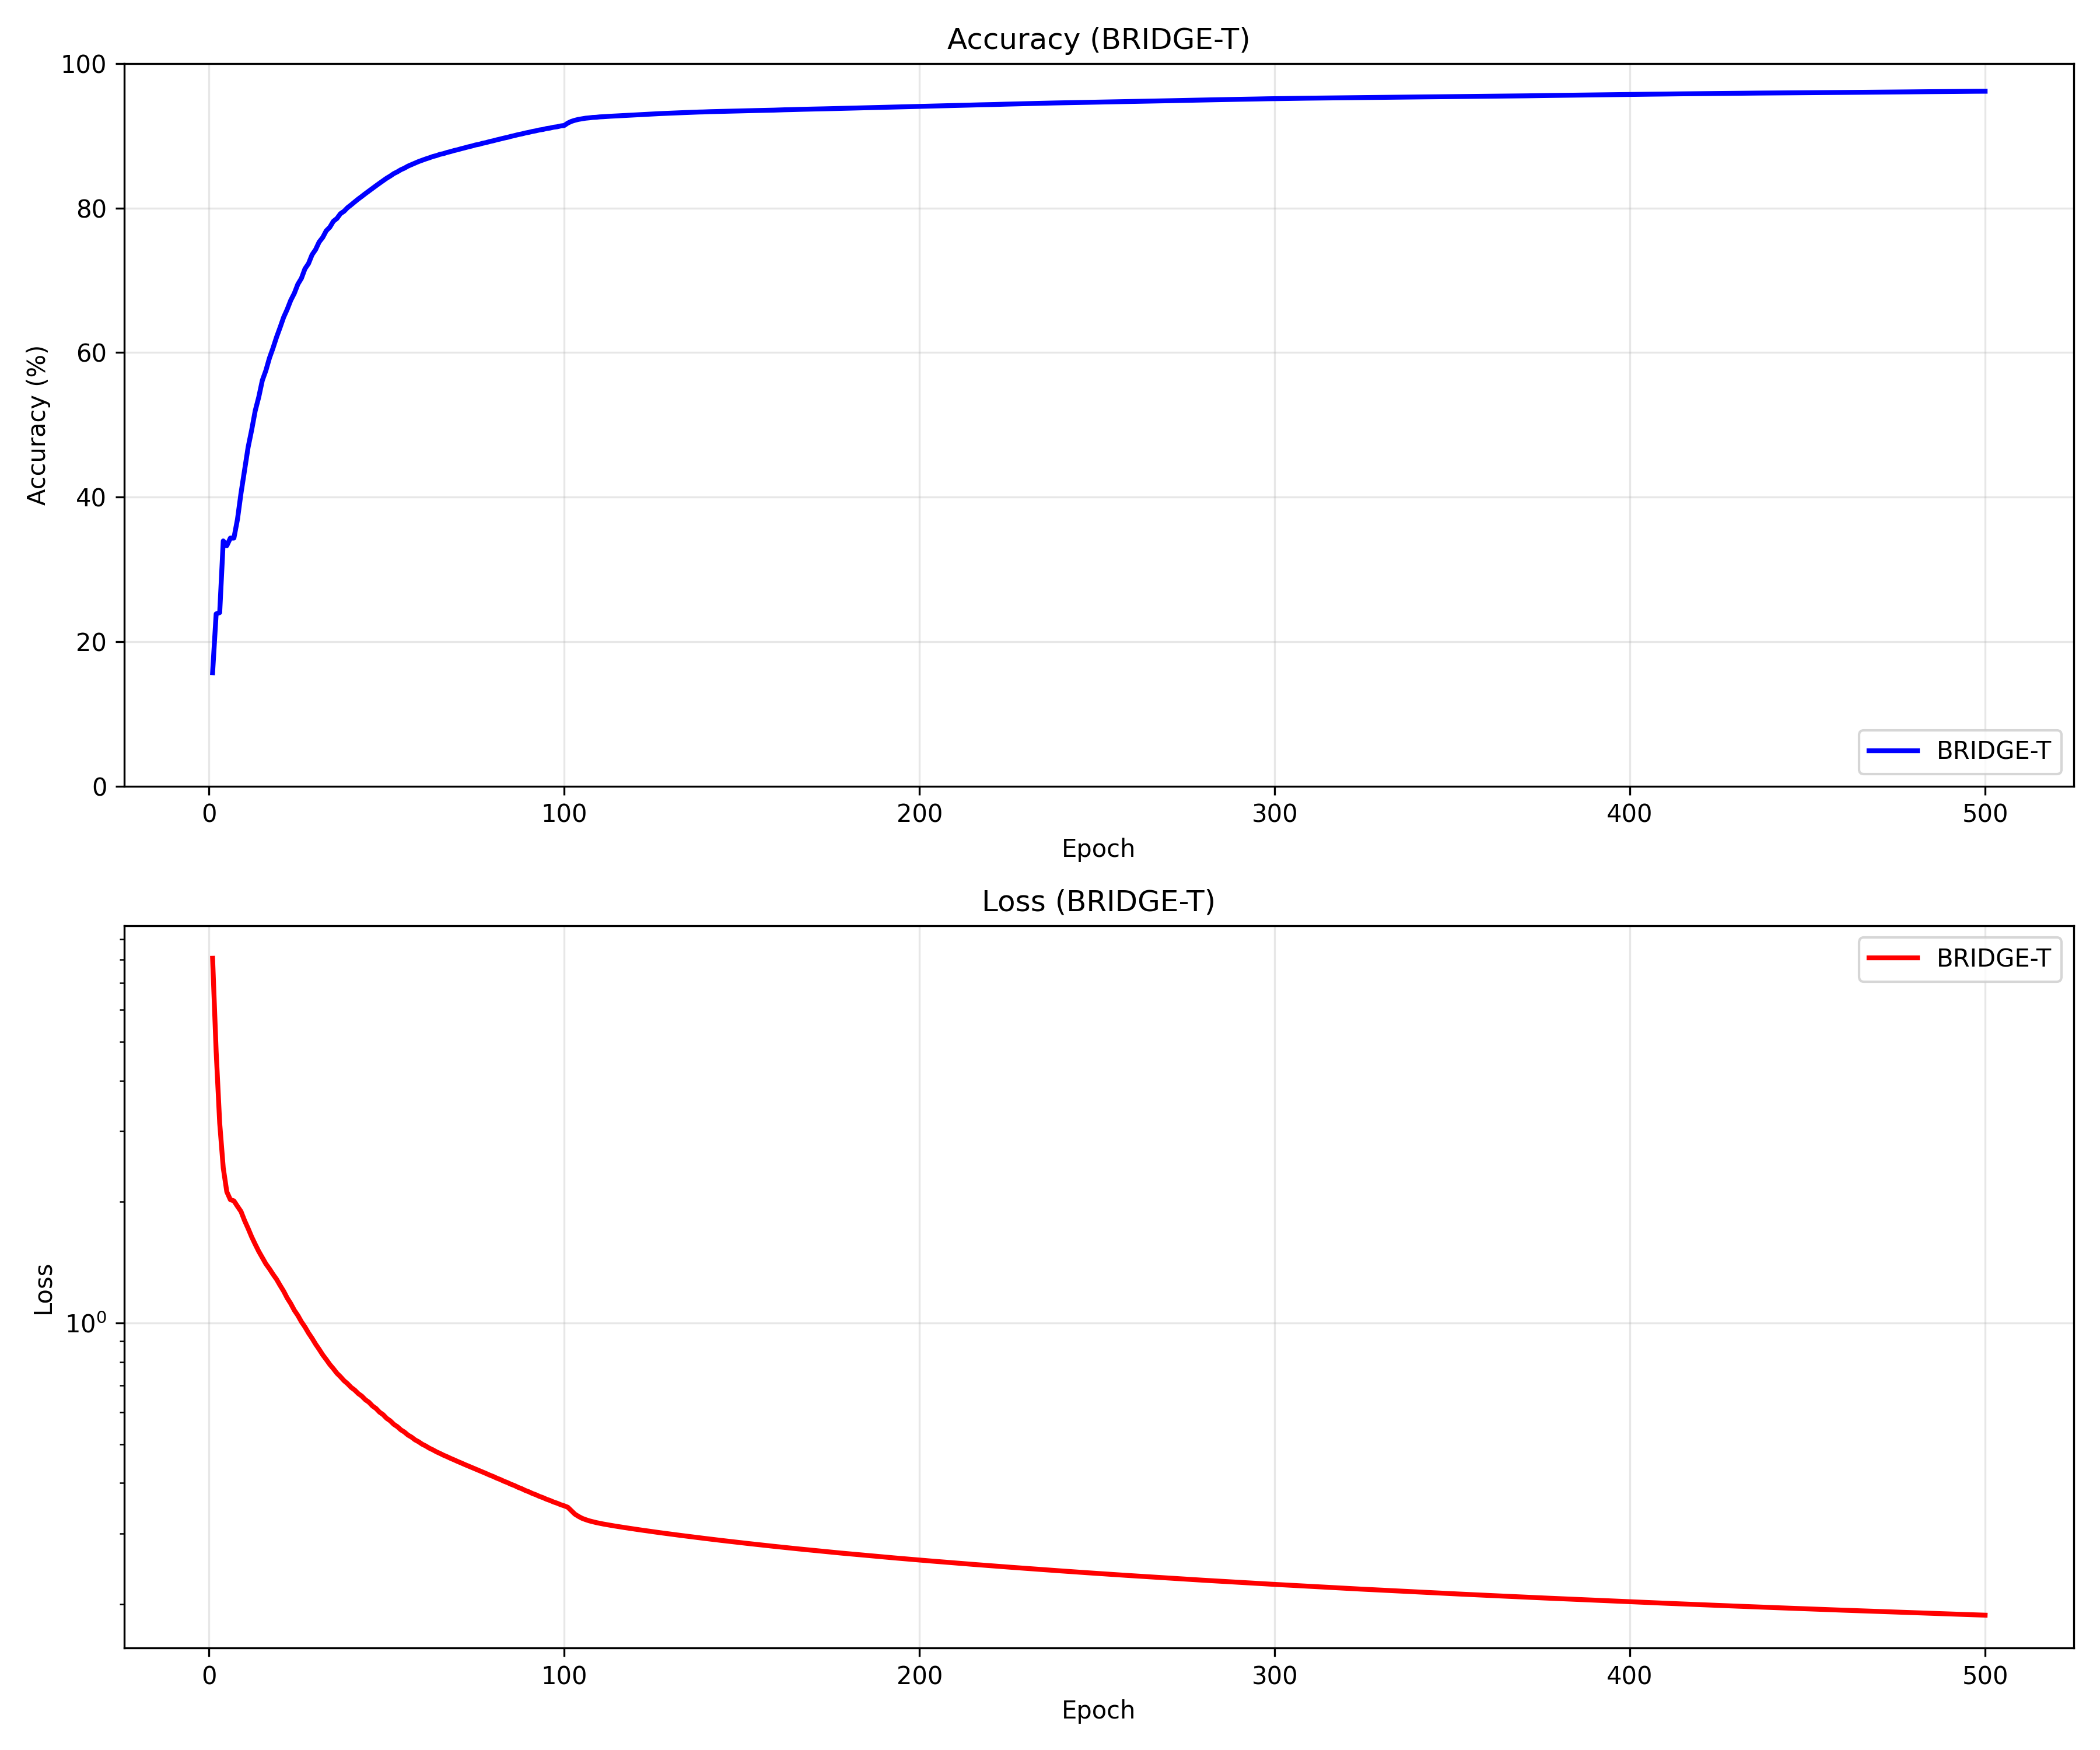 Accuracy (BRIDGE-T)
100
80
60
40
20
0
Accuracy (%)
0 100 200 300 400 500
Epoch
BRIDGE-T
Loss (BRIDGE-T)
10⁰
Loss
0 100 200 300 400 500
Epoch
BRIDGE-T